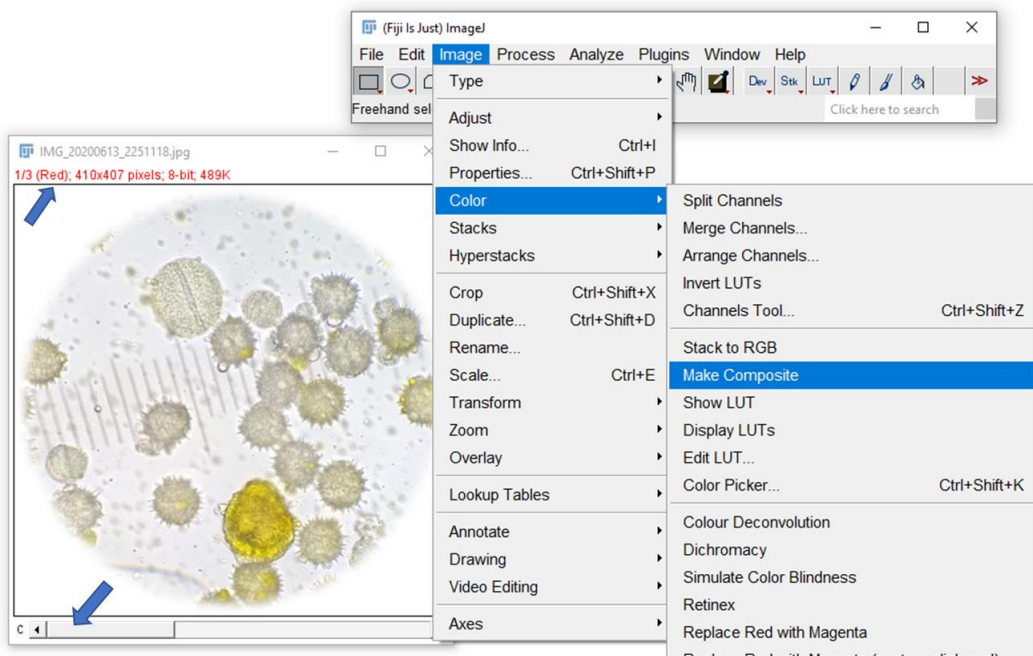 (Fiji Is Just) ImageJ
File Edit Image Process Analyze Plugins Window Help
Dev Stk LUT
Freehand sel
Click here to search
IMG_20200613_2251118.jpg
1/3 (Red); 410x407 pixels; 8-bit; 489K
C
Type
Adjust
Show Info... Ctrl+I
Properties... Ctrl+Shift+P
Color
Stacks
Hyperstacks
Crop Ctrl+Shift+X
Duplicate... Ctrl+Shift+D
Rename...
Scale... Ctrl+E
Transform
Zoom
Overlay
Lookup Tables
Annotate
Drawing
Video Editing
Axes
Split Channels
Merge Channels...
Arrange Channels...
Invert LUTs
Channels Tool... Ctrl+Shift+Z
Stack to RGB
Make Composite
Show LUT
Display LUTs
Edit LUT...
Color Picker... Ctrl+Shift+K
Colour Deconvolution
Dichromacy
Simulate Color Blindness
Retinex
Replace Red with Magenta